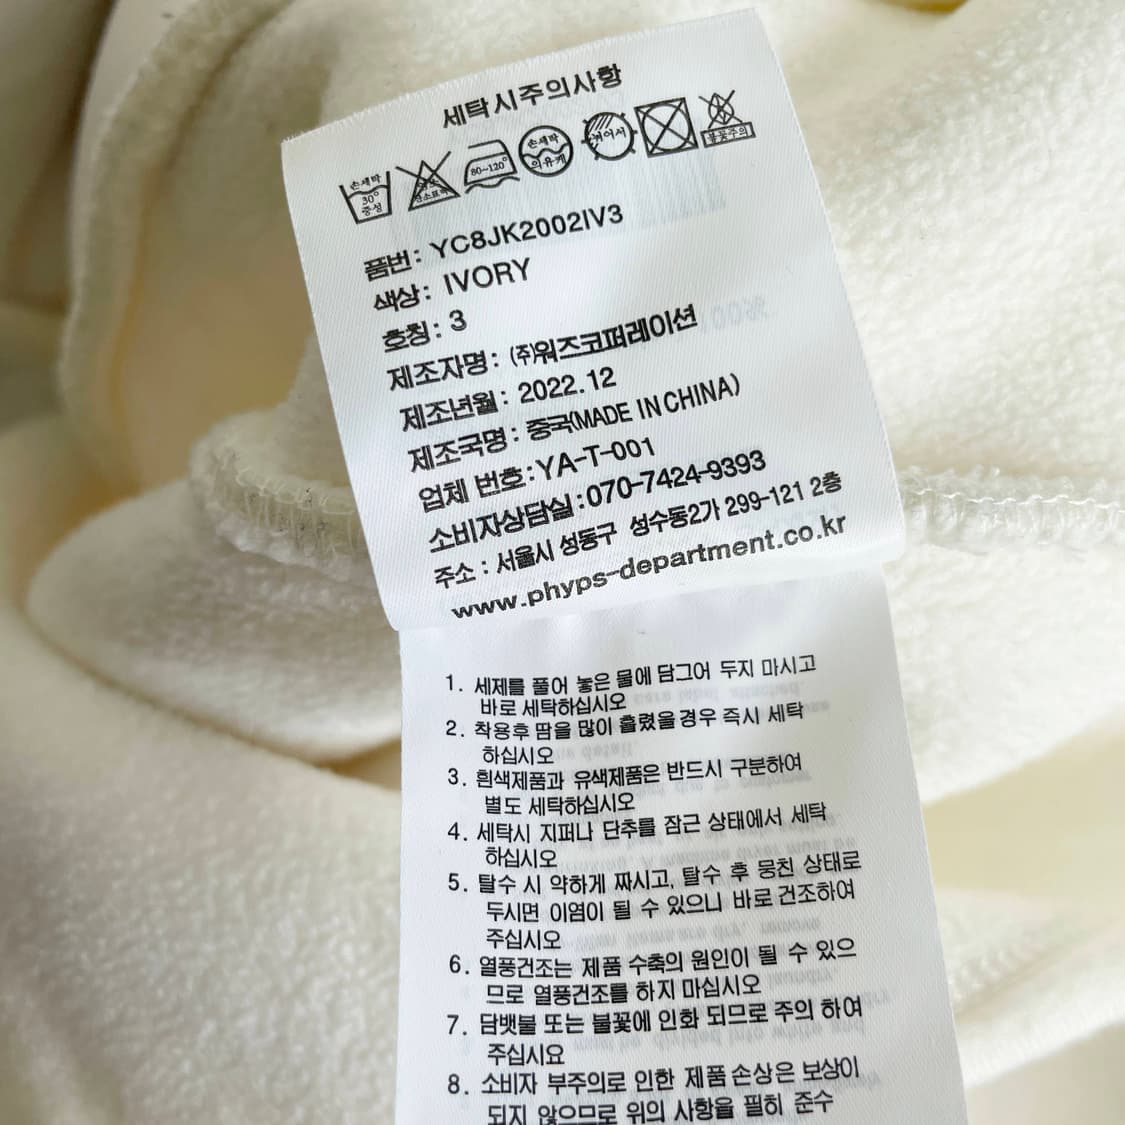 세탁시주의사항
손세탁 30° 중성 80~120° 손세탁 의유케 짜어서 불꽃주의
품번: YC8JK2002IV3
색상: IVORY
호칭: 3
제조자명: (주)워즈코퍼레이션
제조년월: 2022.12
제조국명: 중국(MADE IN CHINA)
업체 번호:YA-T-001
소비자상담실:070-7424-9393
주소 : 서울시 성동구 성수동2가 299-121 2층
www.phyps-department.co.kr
1. 세제를 풀어 놓은 물에 담그어 두지 마시고
바로 세탁하십시오
2. 착용후 땀을 많이 흘렸을경우 즉시 세탁
하십시오
3. 흰색제품과 유색제품은 반드시 구분하여
별도 세탁하십시오
4. 세탁시 지퍼나 단추를 잠근 상태에서 세탁
하십시오
5. 탈수 시 약하게 짜시고, 탈수 후 뭉친 상태로
두시면 이염이 될 수 있으니 바로건조하여
주십시오
6. 열풍건조는 제품 수축의 원인이 될 수 있으
므로 열풍건조를 하지마십시오
7. 담뱃불 또는 불꽃에 인화 되므로 주의 하여
주십시요
8. 소비자 부주의로 인한 제품손상은 보상이
되지 않으므로 위의 사항을 필히 준수